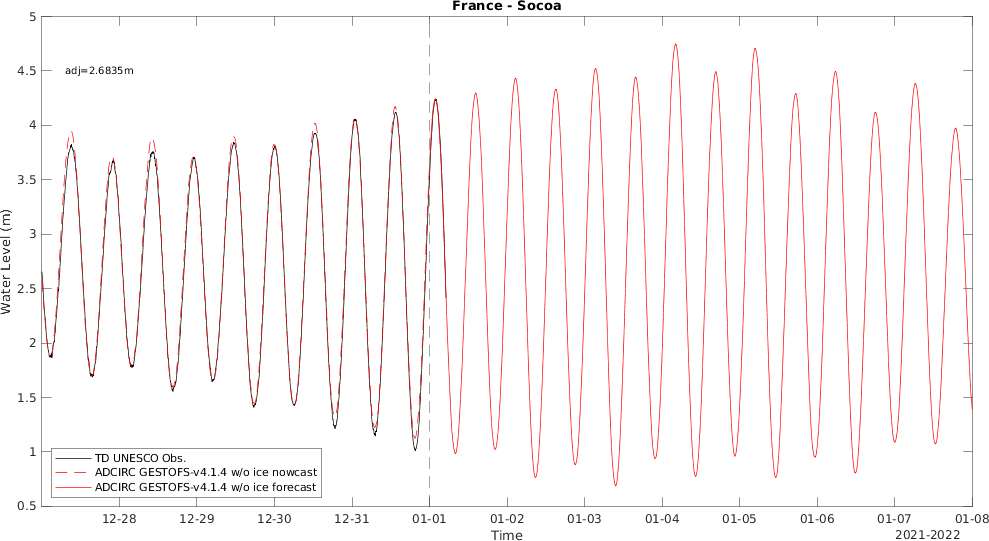 France - Socoa
5
4.5
4
3.5
3
2.5
2
1.5
1
0.5
Water Level (m)
adj=2.6835m
TD UNESCO Obs.
ADCIRC GESTOFS-v4.1.4 w/o ice nowcast
ADCIRC GESTOFS-v4.1.4 w/o ice forecast
12-28 12-29 12-30 12-31 01-01 01-02 01-03 01-04 01-05 01-06 01-07 01-08
Time
2021-2022